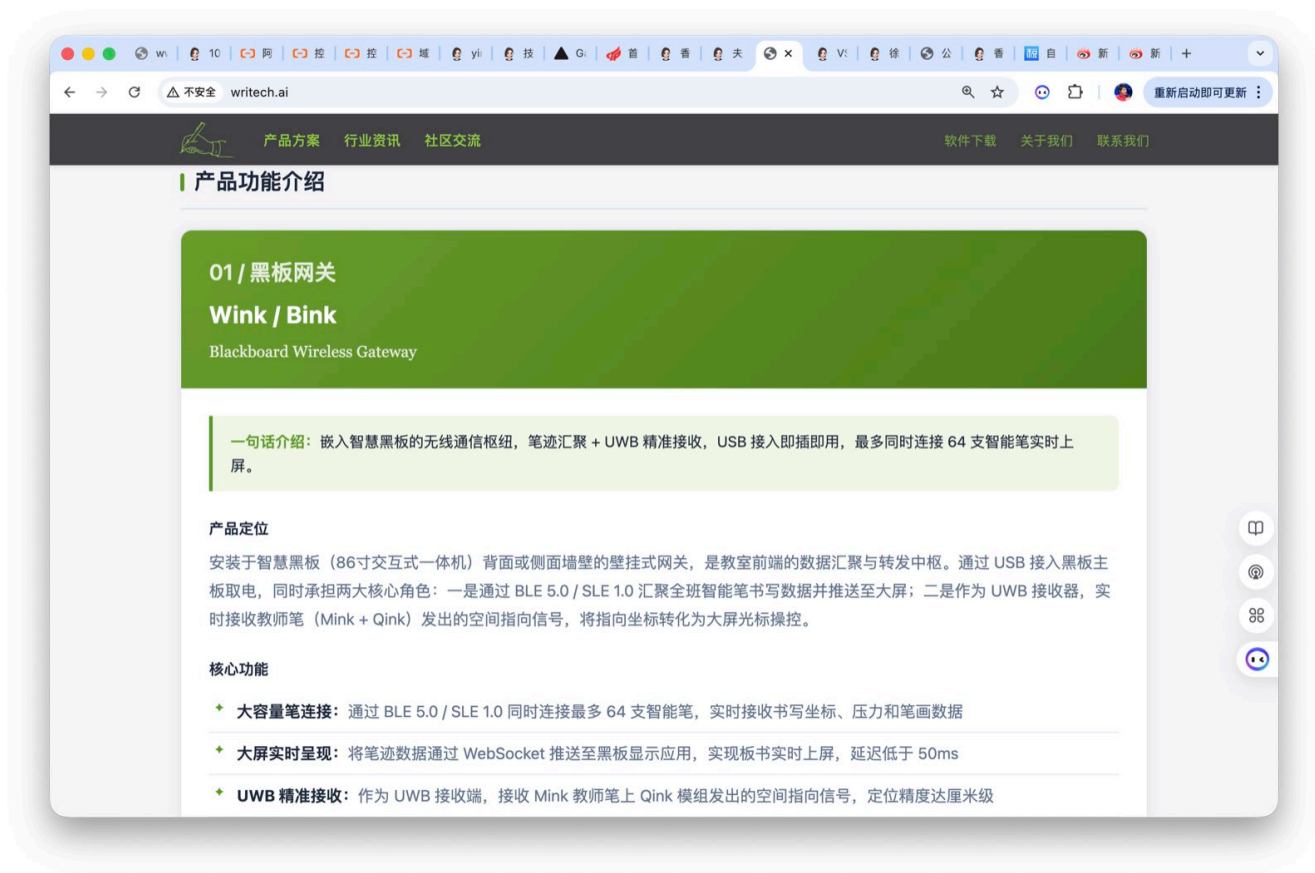 w 10 阿 控 控 域 yi 技 G 首 香 夫 V 徐 公 香 自 新 新
不安全 writech.ai 重新启动即可更新
产品方案 行业资讯 社区交流 软件下载 关于我们 联系我们
产品功能介绍
01 / 黑板网关
Wink / Bink
Blackboard Wireless Gateway
一句话介绍：嵌入智慧黑板的无线通信枢纽，笔迹汇聚 + UWB 精准接收，USB 接入即插即用，最多同时连接 64 支智能笔实时上
屏。
产品定位
安装于智慧黑板（86寸交互式一体机）背面或侧面墙壁的壁挂式网关，是教室前端的数据汇聚与转发中枢。通过 USB 接入黑板主
板取电，同时承担两大核心角色：一是通过 BLE 5.0 / SLE 1.0 汇聚全班智能笔书写数据并推送至大屏；二是作为 UWB 接收器，实
时接收教师笔（Mink + Qink）发出的空间指向信号，将指向坐标转化为大屏光标操控。
核心功能
大容量笔连接：通过 BLE 5.0 / SLE 1.0 同时连接最多 64 支智能笔，实时接收书写坐标、压力和笔画数据
大屏实时呈现：将笔迹数据通过 WebSocket 推送至黑板显示应用，实现板书实时上屏，延迟低于 50ms
UWB 精准接收：作为 UWB 接收端，接收 Mink 教师笔上 Qink 模组发出的空间指向信号，定位精度达厘米级